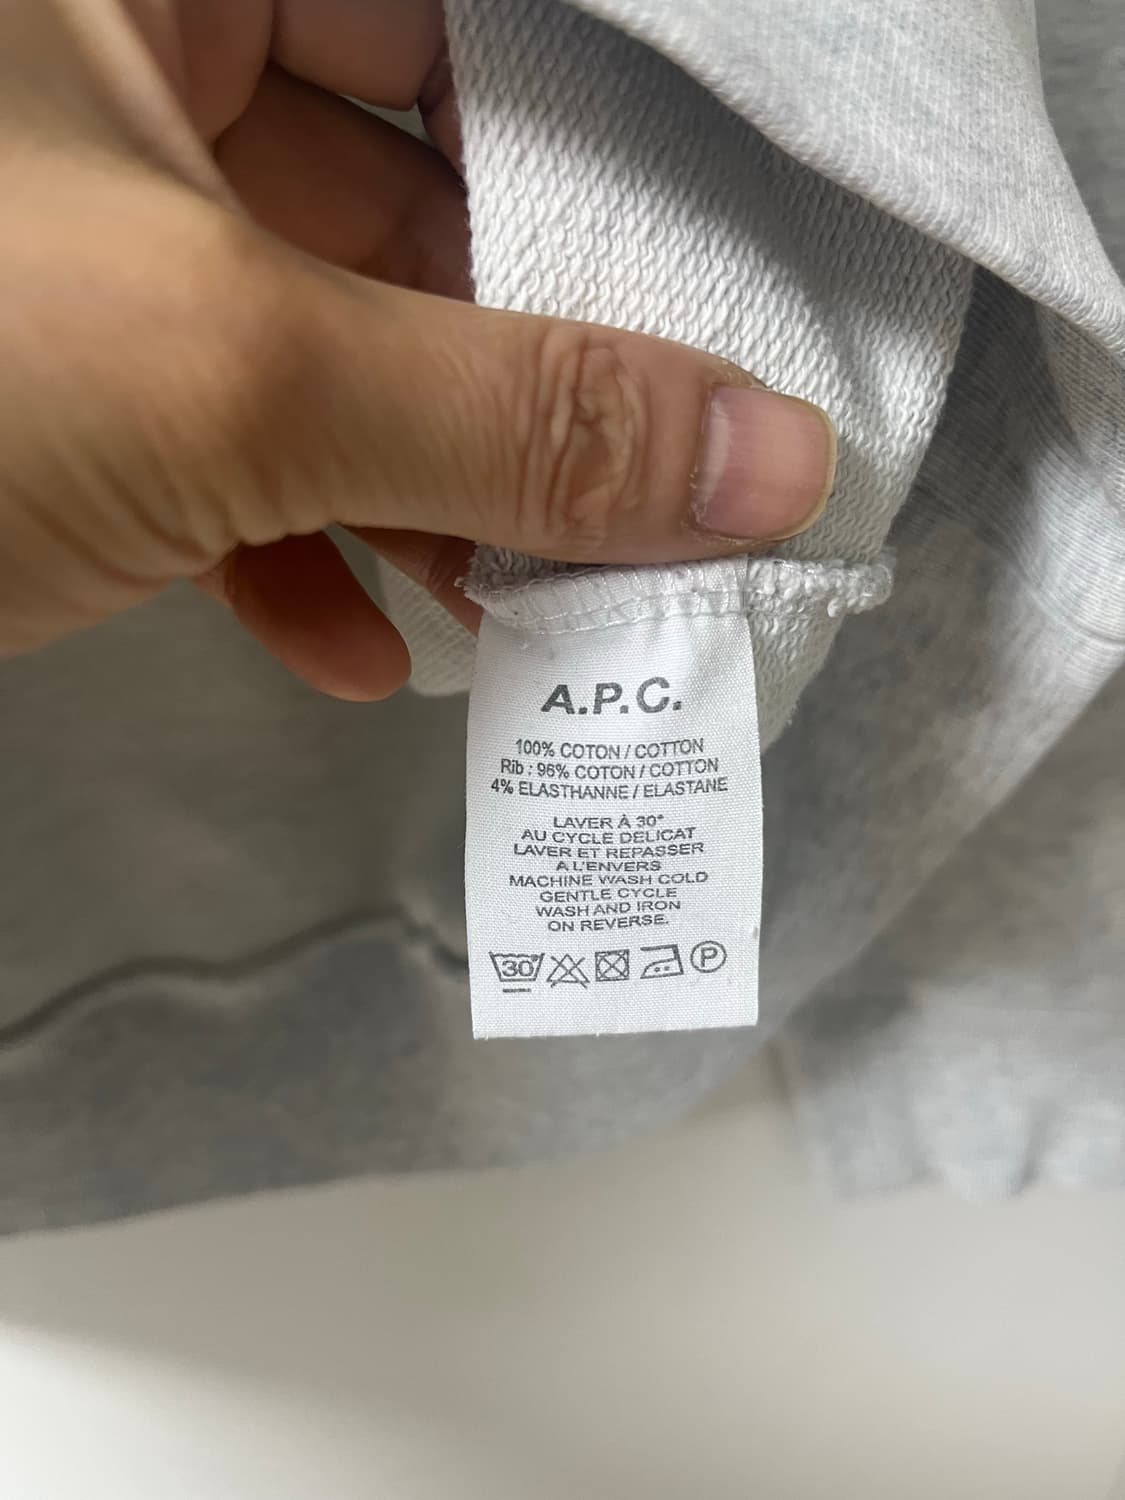 A.P.C.
100% COTON / COTTON
Rib : 96% COTON / COTTON
4% ELASTHANNE / ELASTANE
LAVER À 30°
AU CYCLE DELICAT
LAVER ET REPASSER
A L'ENVERS
MACHINE WASH COLD
GENTLE CYCLE
WASH AND IRON
ON REVERSE.
30° P